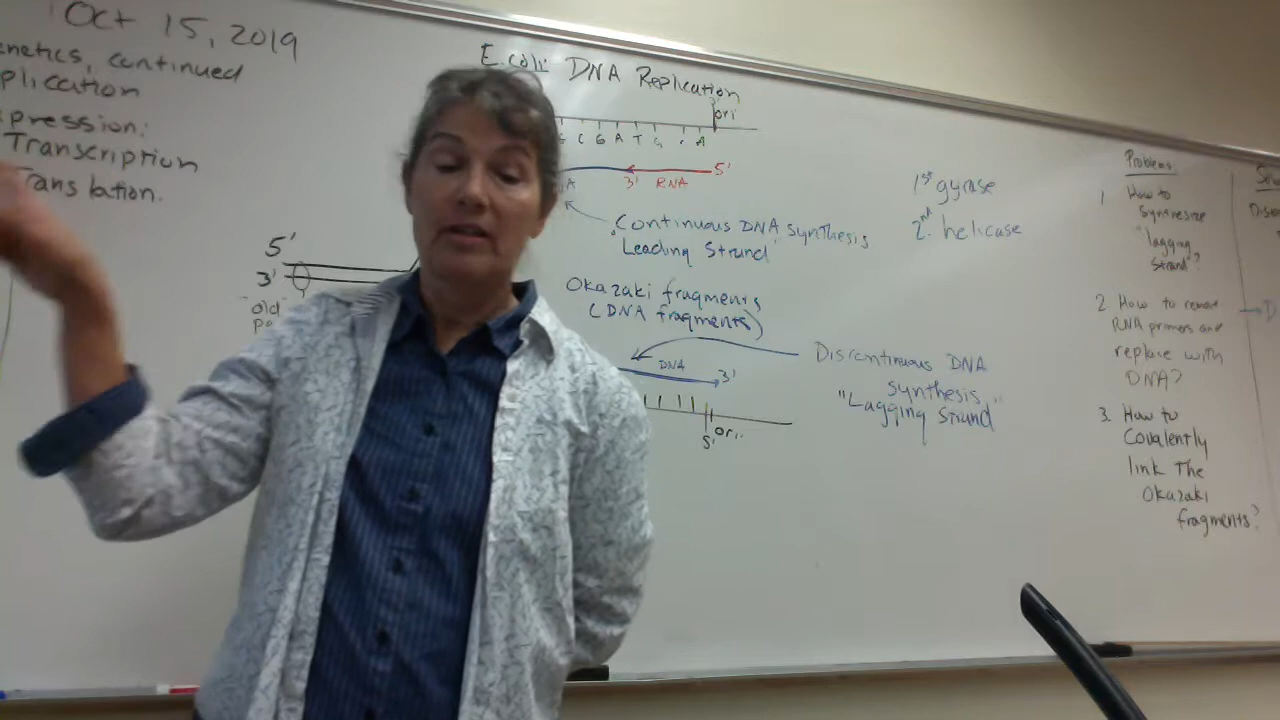 Oct 15, 2019
enetics, continued
plication
pression:
Transcription
Translation.
E.coli DNA Replication
ori
C G A T G A
3' RNA 5'
A
Continuous DNA synthesis
"Leading Strand"
Okazaki fragments
(DNA fragments)
DNA 3'
Discontinuous DNA
synthesis
"Lagging Strand"
5' ori
5'
3'
"old"
1st gyrase
2nd helicase
Problems
1 How to
synthesize
"lagging
strand"?
2 How to remove
RNA primers and
replace with
DNA?
3. How to
Covalently
link the
Okazaki
fragments?
D